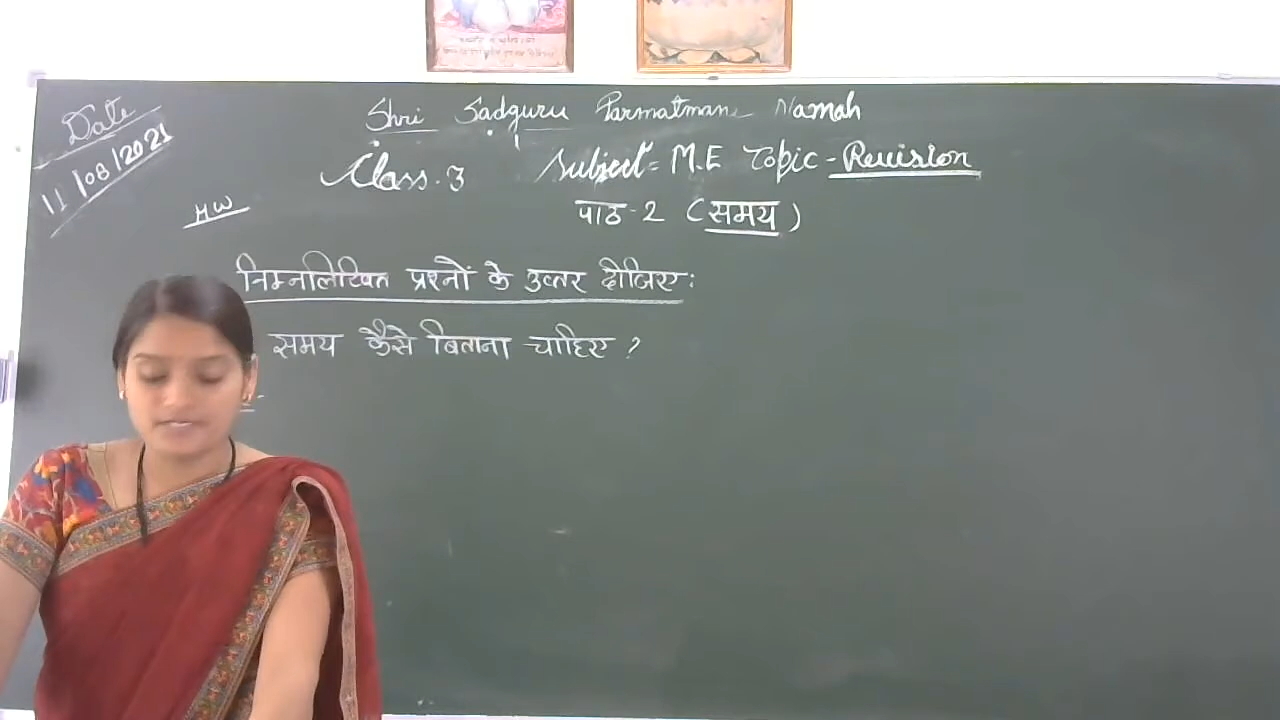 Date
11/08/2021
Shri Sadguru Parmatmane Namah
Class. 3 Subject = M.E Topic - Revision
HW
पाठ - 2 (समय)
निम्नलिखित प्रश्नों के उत्तर दीजिए :
समय कैसे बिताना चाहिए ?